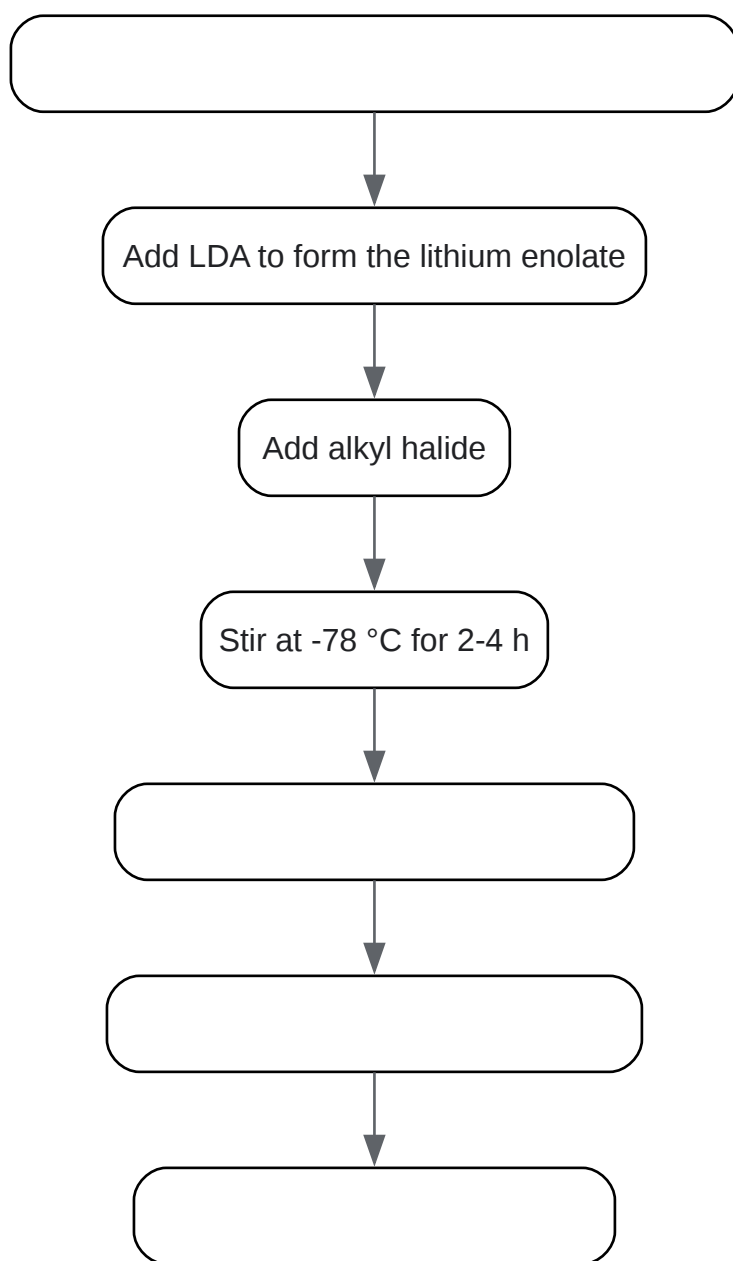 Add LDA to form the lithium enolate
Add alkyl halide
Stir at -78 °C for 2-4 h